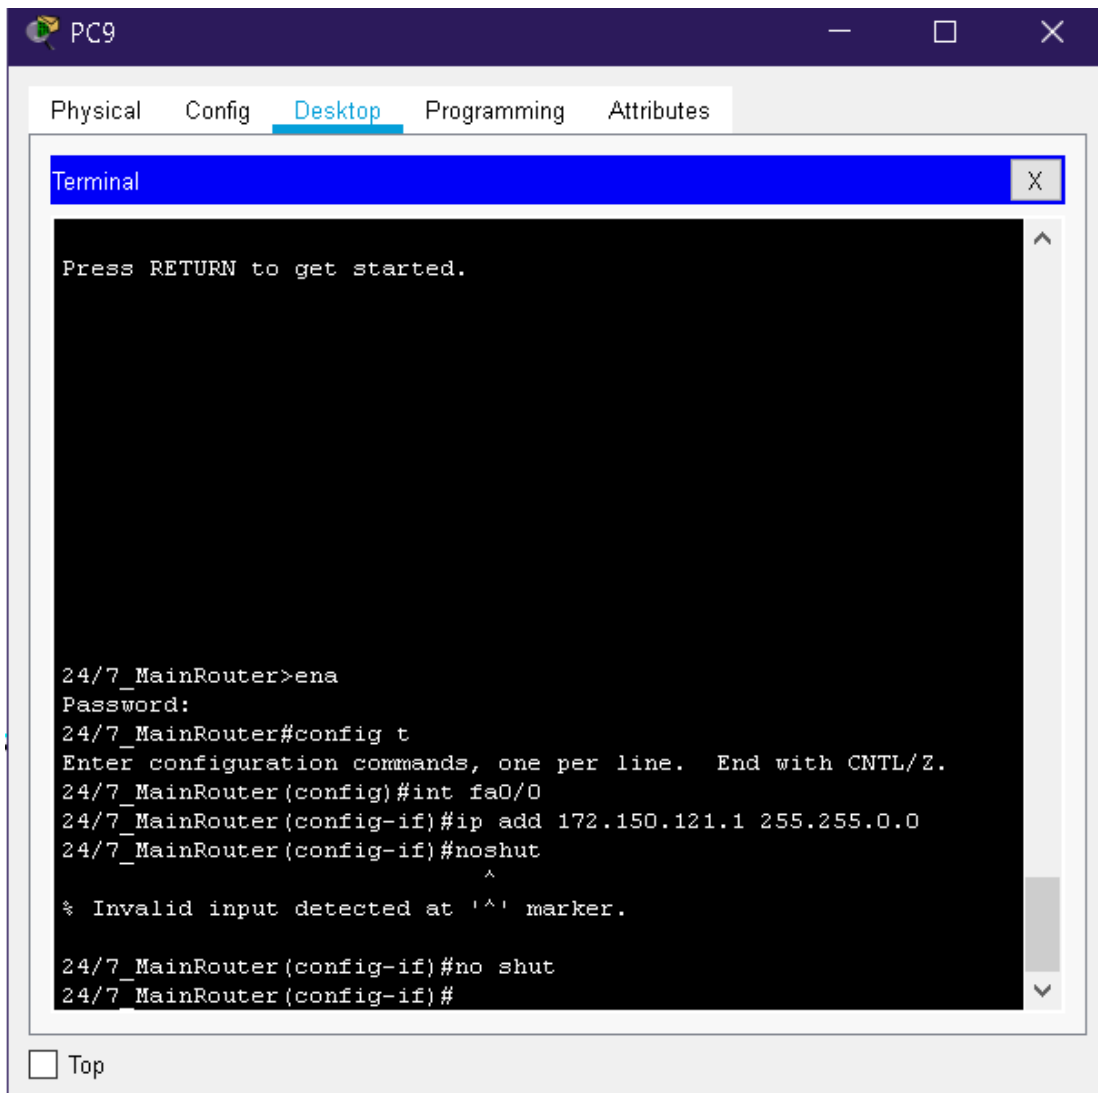 PC9
Physical Config Desktop Programming Attributes
Terminal X
Press RETURN to get started.
24/7_MainRouter>ena
Password:
24/7_MainRouter#config t
Enter configuration commands, one per line.  End with CNTL/Z.
24/7_MainRouter(config)#int fa0/0
24/7_MainRouter(config-if)#ip add 172.150.121.1 255.255.0.0
24/7_MainRouter(config-if)#noshut
^
% Invalid input detected at '^' marker.
24/7_MainRouter(config-if)#no shut
24/7_MainRouter(config-if)#
Top